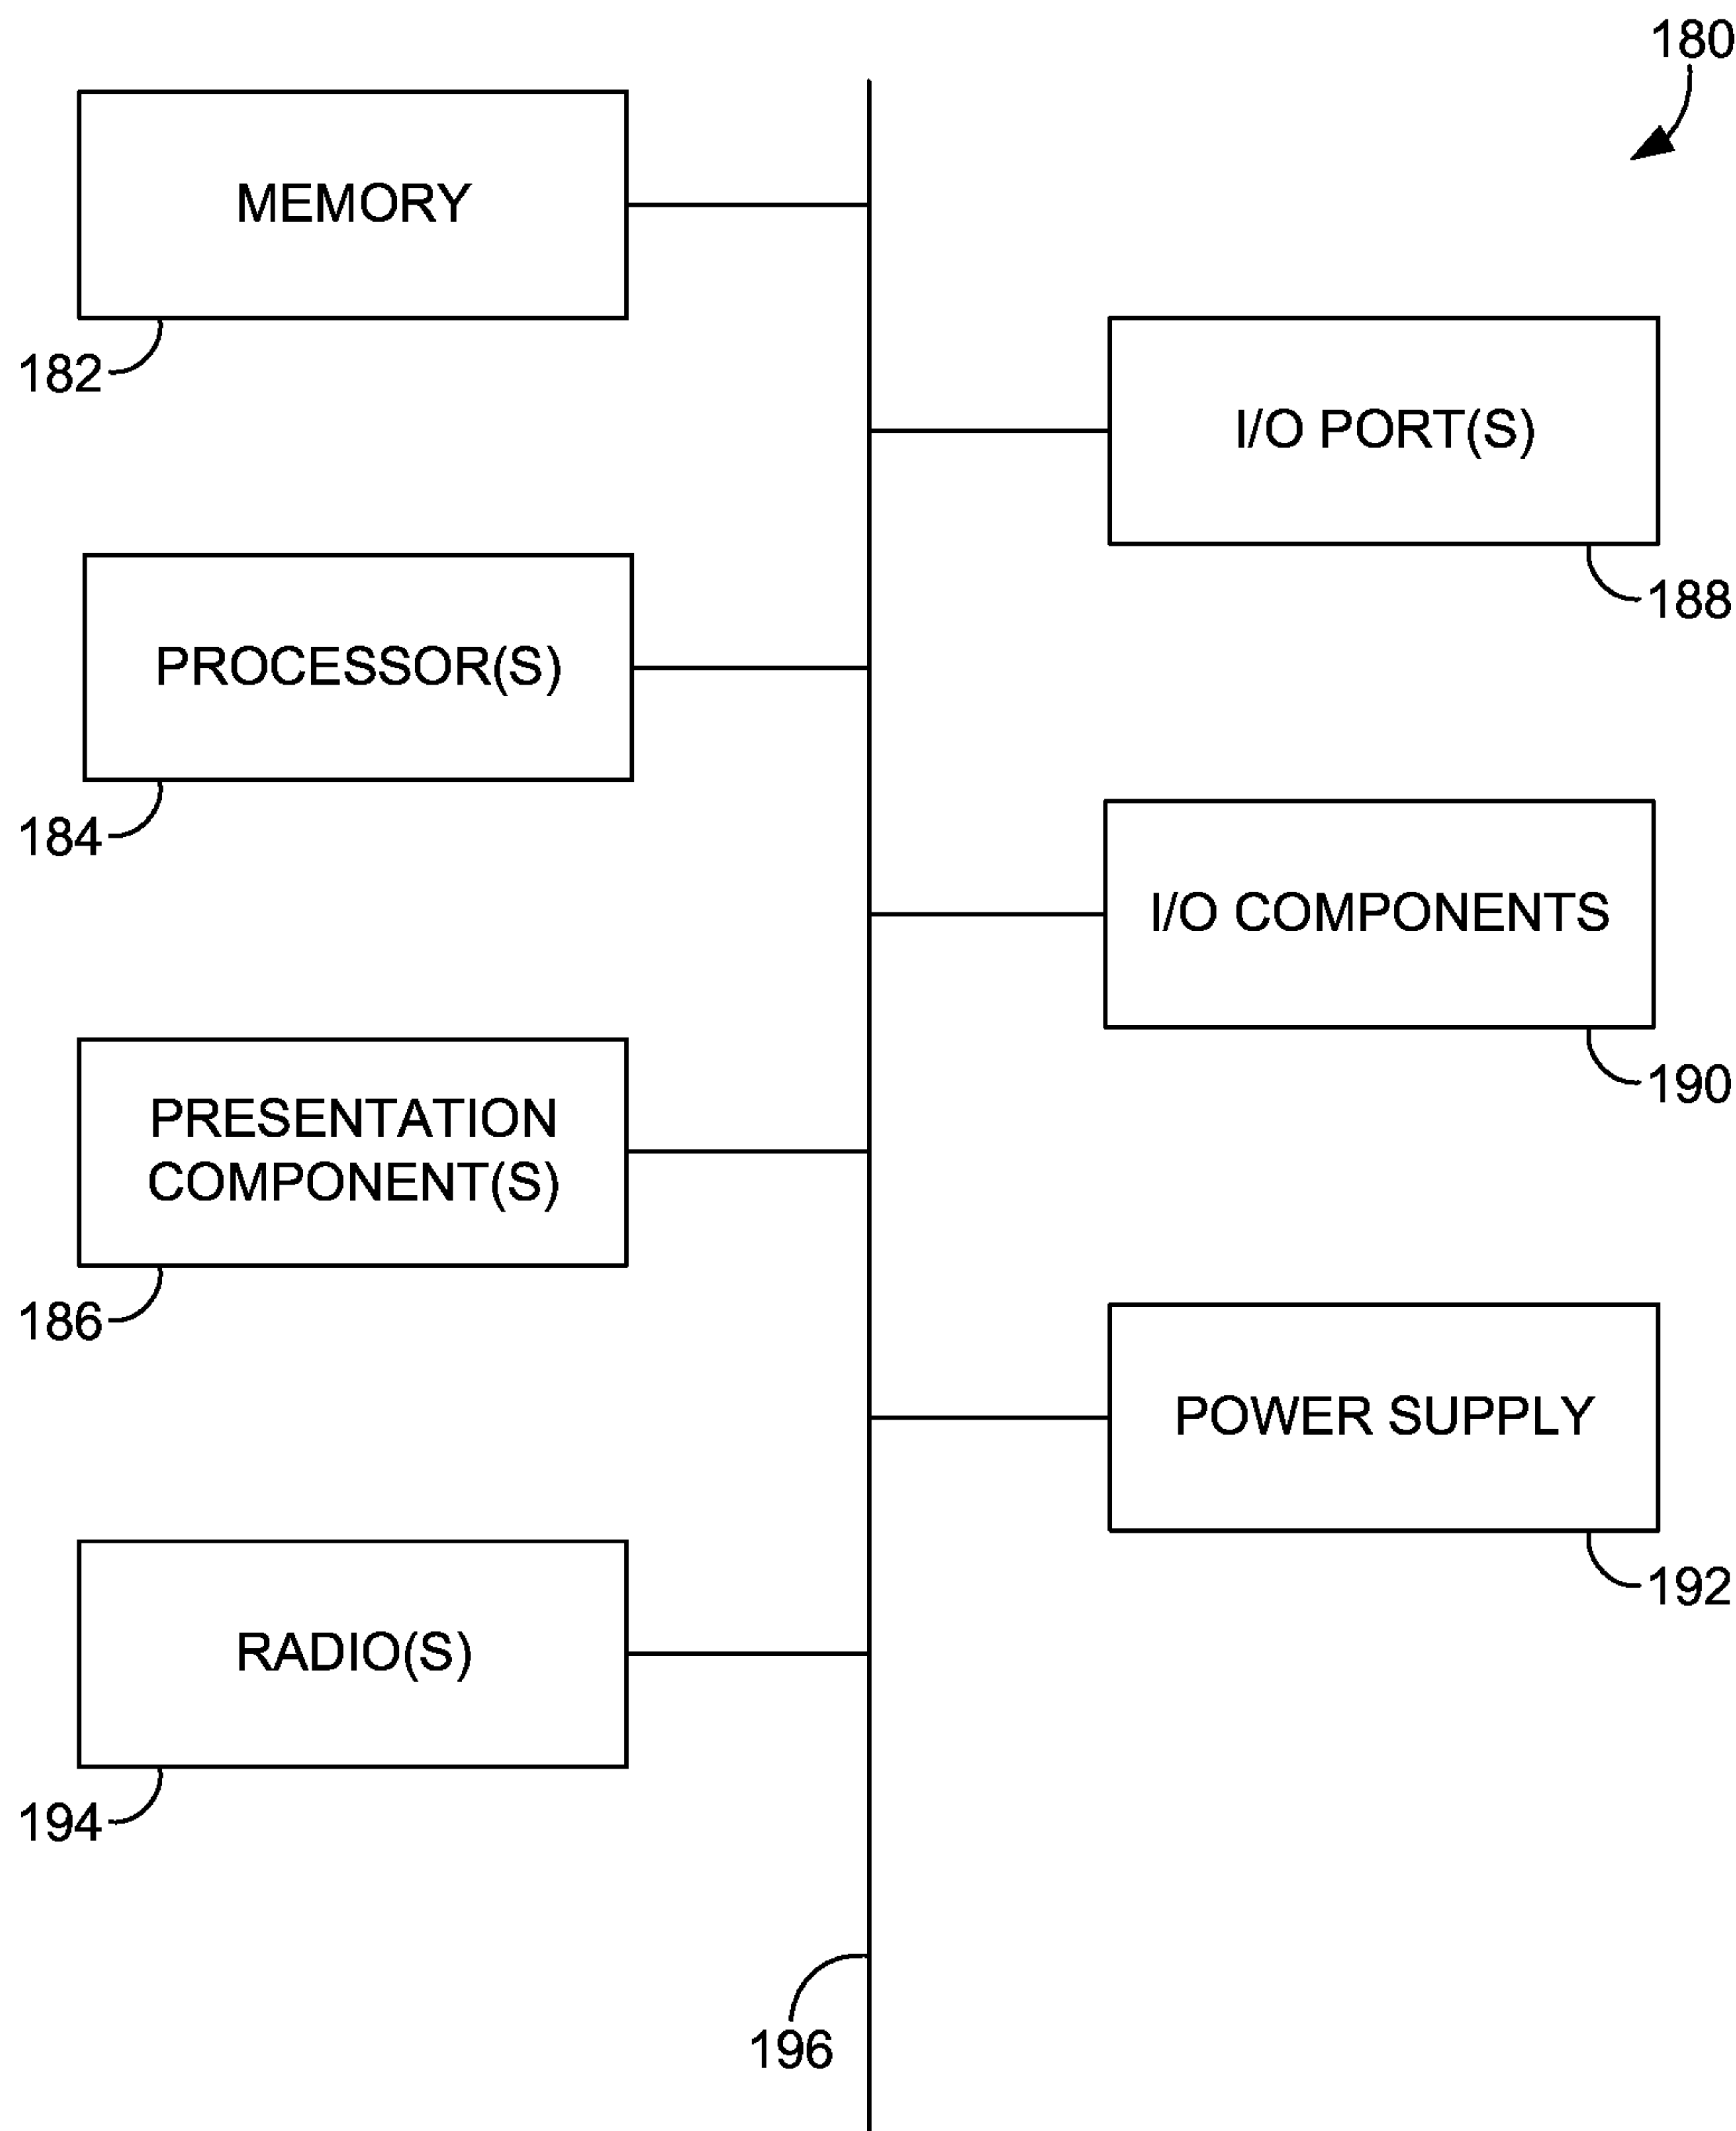 180
MEMORY
182
I/O PORT(S)
188
PROCESSOR(S)
184
I/O COMPONENTS
190
PRESENTATION
COMPONENT(S)
186
POWER SUPPLY
192
RADIO(S)
194
196